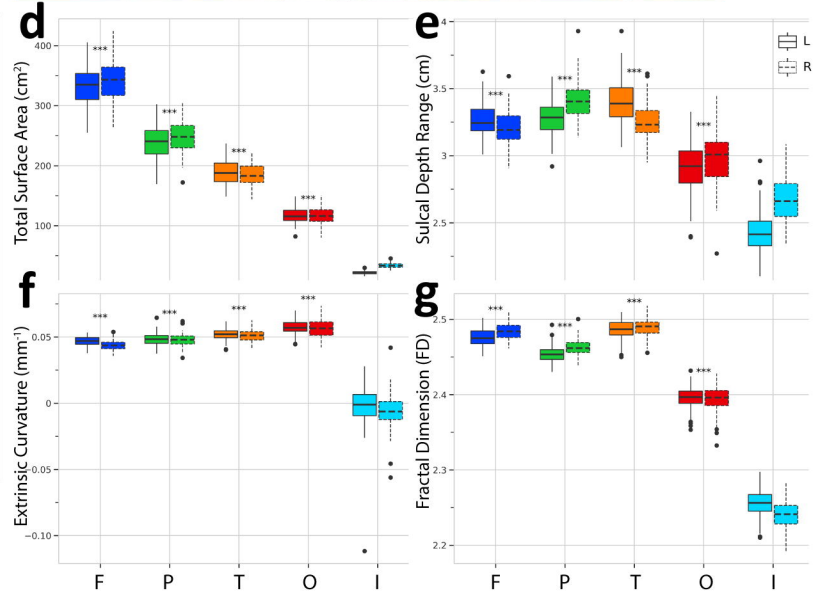 d
Total Surface Area (cm²)
400
300
200
100
***
***
***
***
e
Sulcal Depth Range (cm)
4
3.5
3
2.5
***
***
***
***
L
R
f
Extrinsic Curvature (mm⁻¹)
0.05
0
−0.05
−0.10
***
***
***
***
F
P
T
O
I
g
Fractal Dimension (FD)
2.5
2.4
2.3
2.2
***
***
***
***
F
P
T
O
I